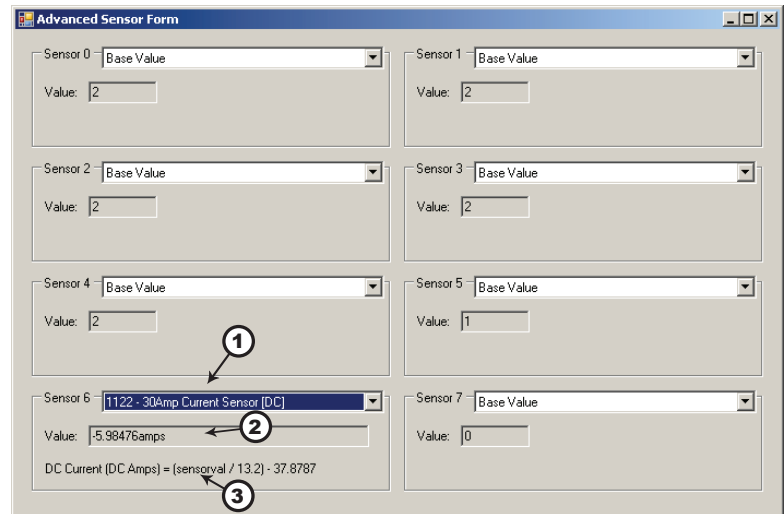 Advanced Sensor Form
Sensor 0 Base Value
Value: 2
Sensor 1 Base Value
Value: 2
Sensor 2 Base Value
Value: 2
Sensor 3 Base Value
Value: 2
Sensor 4 Base Value
Value: 2
Sensor 5 Base Value
Value: 1
1
Sensor 6 1122 - 30Amp Current Sensor [DC]
Value: -5.98476amps
2
DC Current (DC Amps) = (sensorval / 13.2) - 37.8787
3
Sensor 7 Base Value
Value: 0